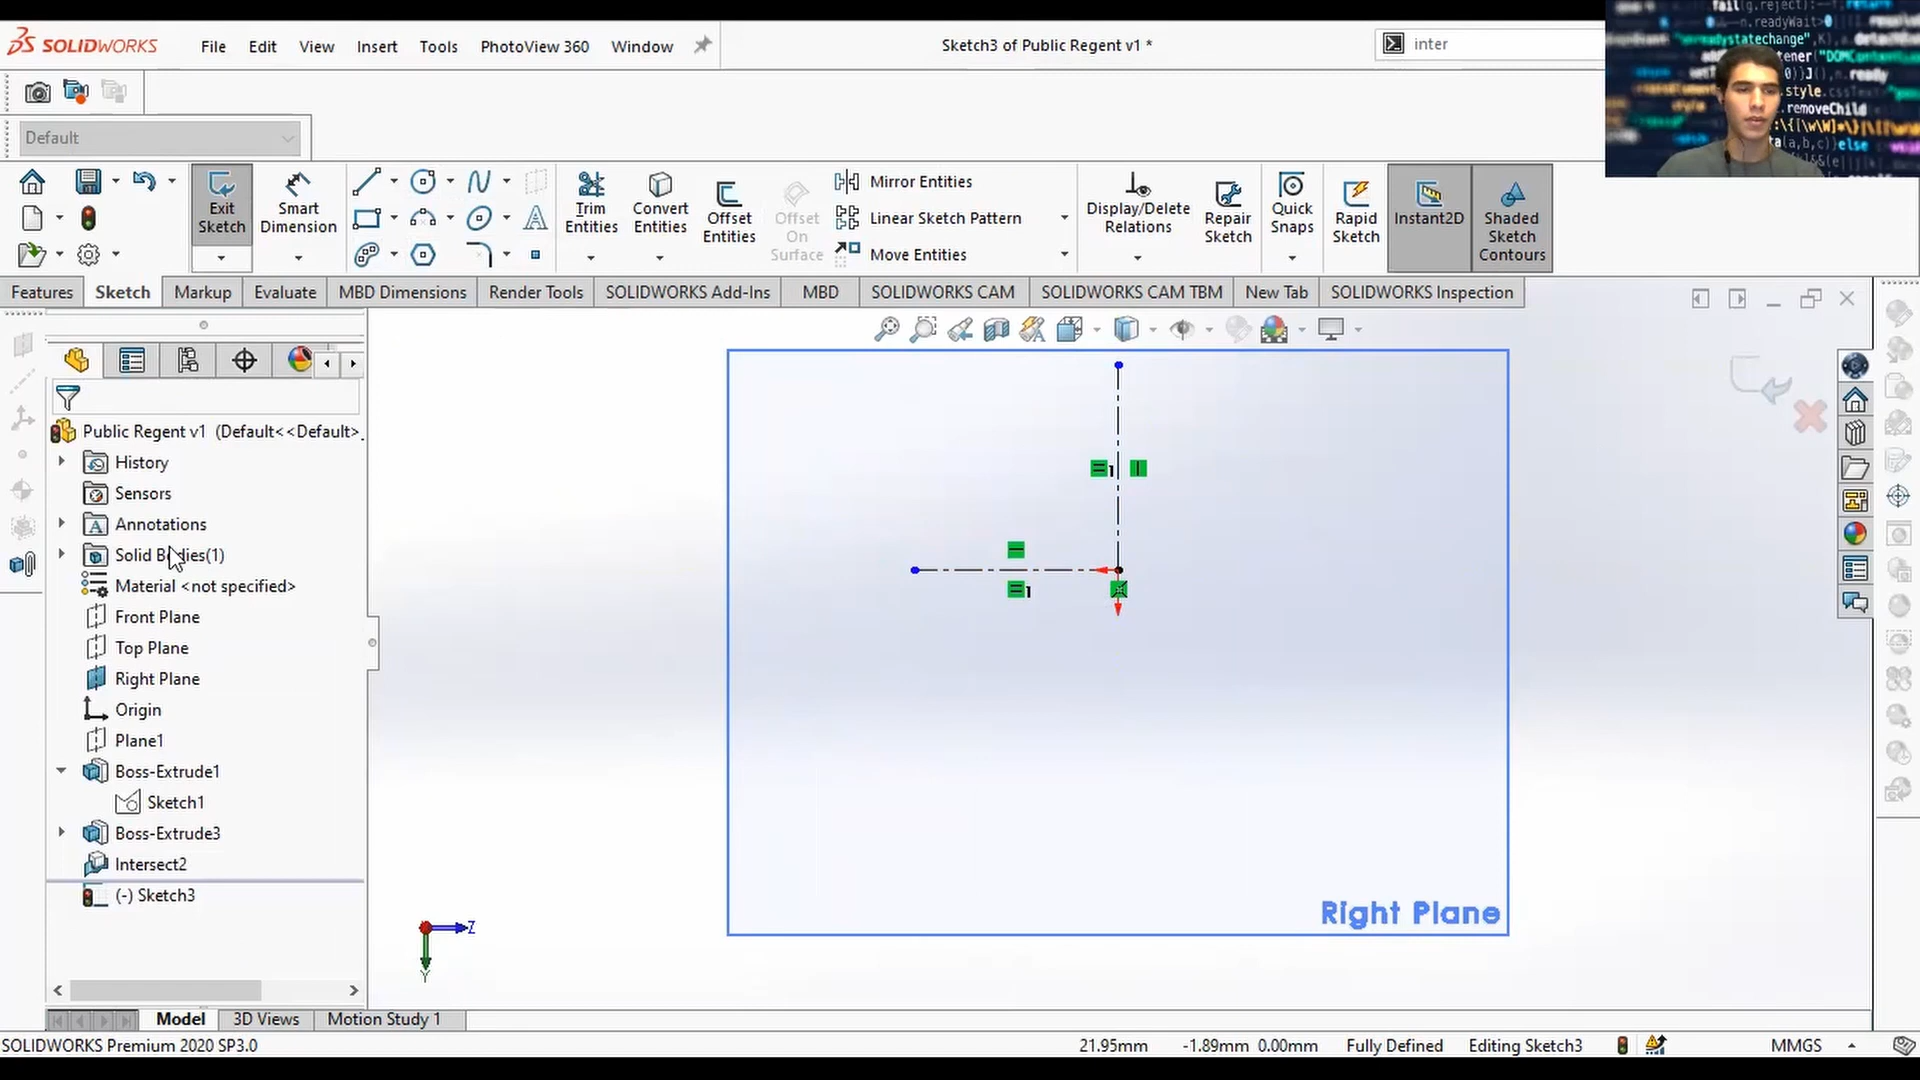 SOLIDWORKS
File Edit View Insert Tools PhotoView 360 Window
Sketch3 of Public Regent v1 *
inter
Default
Exit Sketch
Smart Dimension
Trim Entities
Convert Entities
Offset Entities
Offset On Surface
Mirror Entities
Linear Sketch Pattern
Move Entities
Display/Delete Relations
Repair Sketch
Quick Snaps
Rapid Sketch
Instant2D
Shaded Sketch Contours
Features Sketch Markup Evaluate MBD Dimensions Render Tools SOLIDWORKS Add-Ins MBD SOLIDWORKS CAM SOLIDWORKS CAM TBM New Tab SOLIDWORKS Inspection
Public Regent v1 (Default<<Default>_
History
Sensors
Annotations
Solid Bodies(1)
Material <not specified>
Front Plane
Top Plane
Right Plane
Origin
Plane1
Boss-Extrude1
Sketch1
Boss-Extrude3
Intersect2
(-) Sketch3
1
1
Right Plane
Z
Y
Model 3D Views Motion Study 1
SOLIDWORKS Premium 2020 SP3.0
21.95mm -1.89mm 0.00mm Fully Defined Editing Sketch3 MMGS